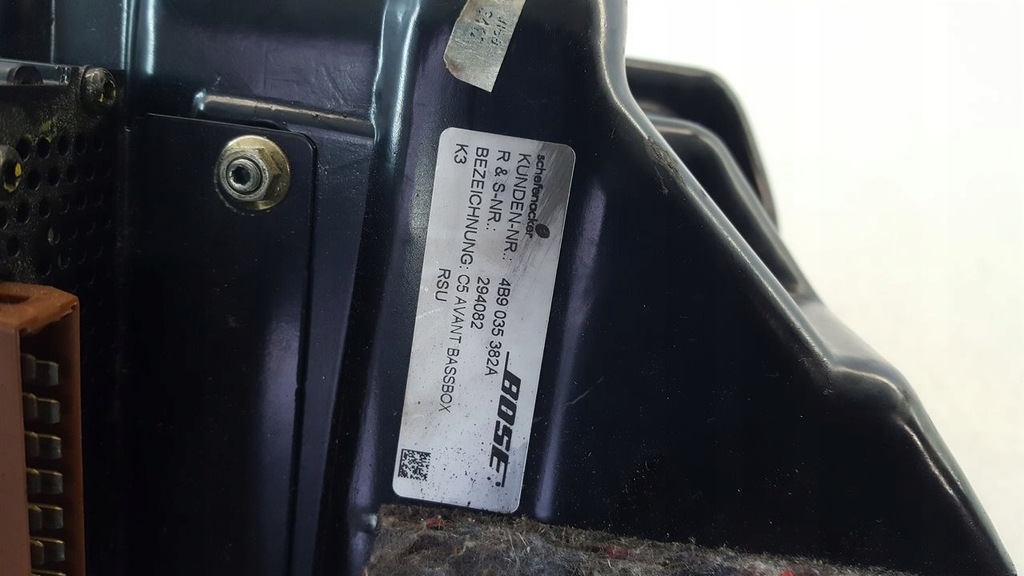 schefenacker
BOSE
KUNDEN-NR.: 4B9 035 382A
R & S-NR.: 294082
BEZEICHNUNG: C5 AVANT BASSBOX
K3 RSU